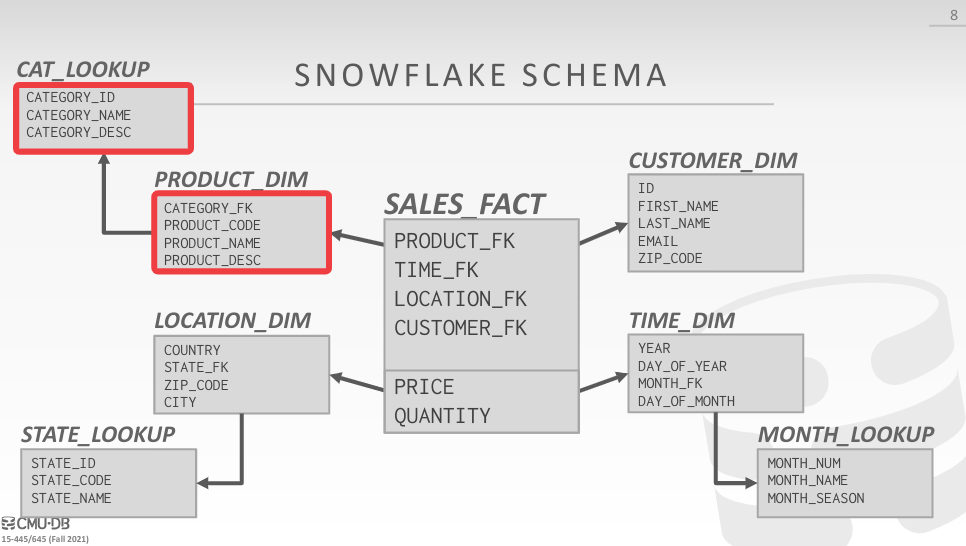 8
SNOWFLAKE SCHEMA
CAT_LOOKUP
CATEGORY_ID
CATEGORY_NAME
CATEGORY_DESC
PRODUCT_DIM
CATEGORY_FK
PRODUCT_CODE
PRODUCT_NAME
PRODUCT_DESC
SALES_FACT
PRODUCT_FK
TIME_FK
LOCATION_FK
CUSTOMER_FK
PRICE
QUANTITY
CUSTOMER_DIM
ID
FIRST_NAME
LAST_NAME
EMAIL
ZIP_CODE
LOCATION_DIM
COUNTRY
STATE_FK
ZIP_CODE
CITY
TIME_DIM
YEAR
DAY_OF_YEAR
MONTH_FK
DAY_OF_MONTH
STATE_LOOKUP
STATE_ID
STATE_CODE
STATE_NAME
MONTH_LOOKUP
MONTH_NUM
MONTH_NAME
MONTH_SEASON
CMU·DB
15-445/645 (Fall 2021)